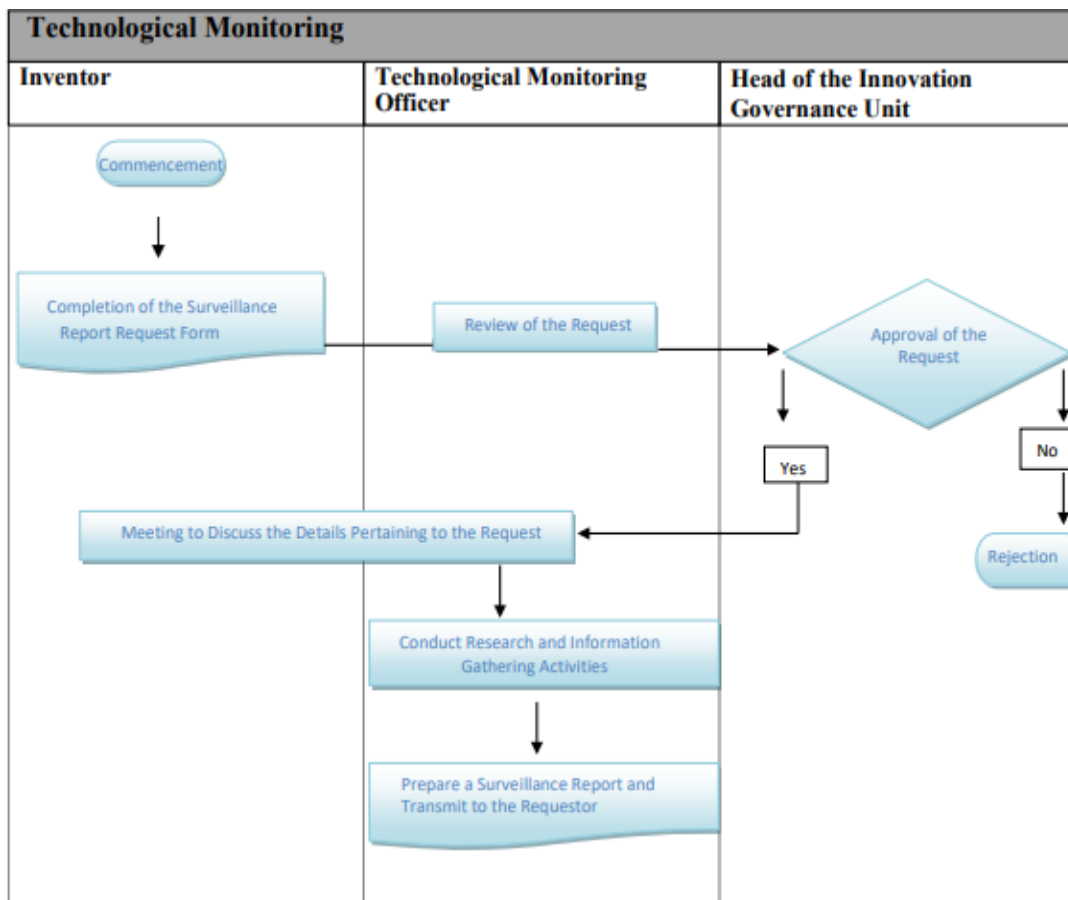 Technological Monitoring
Inventor
Technological Monitoring
Officer
Head of the Innovation
Governance Unit
Commencement
Completion of the Surveillance
Report Request Form
Review of the Request
Approval of the
Request
Yes
No
Meeting to Discuss the Details Pertaining to the Request
Rejection
Conduct Research and Information
Gathering Activities
Prepare a Surveillance Report and
Transmit to the Requestor